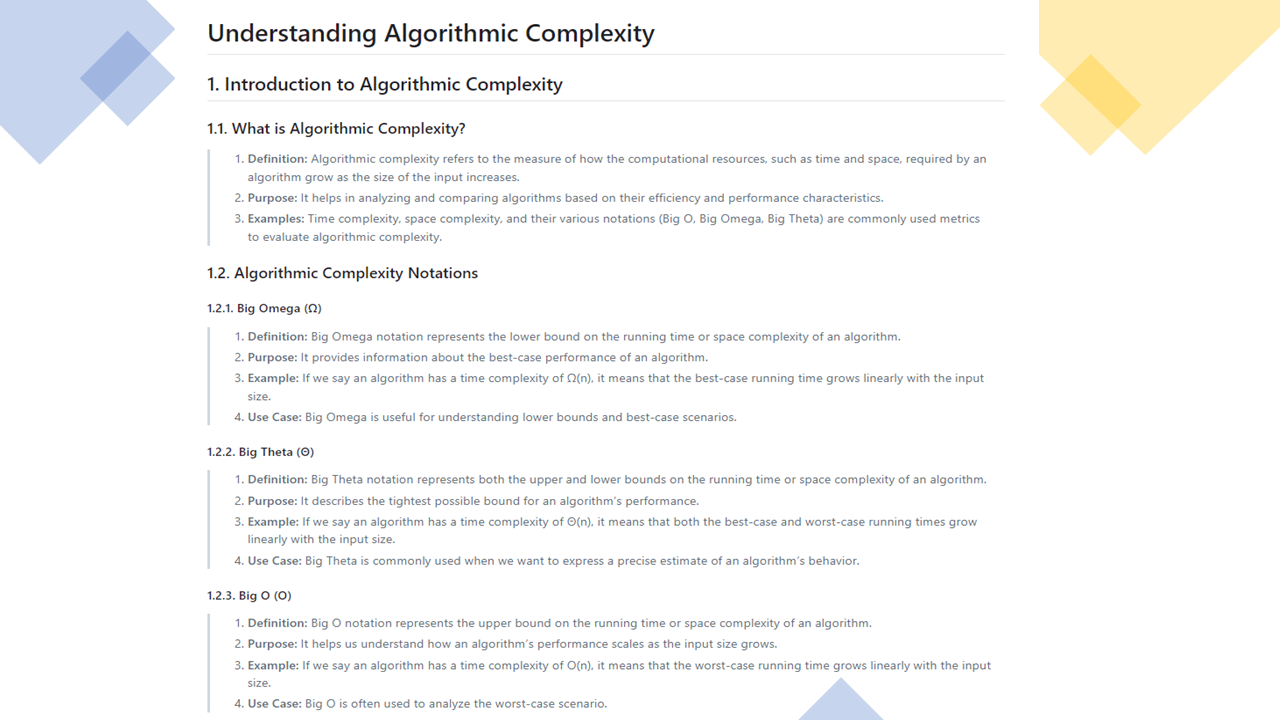 Understanding Algorithmic Complexity
1. Introduction to Algorithmic Complexity
1.1. What is Algorithmic Complexity?
1. Definition: Algorithmic complexity refers to the measure of how the computational resources, such as time and space, required by an
algorithm grow as the size of the input increases.
2. Purpose: It helps in analyzing and comparing algorithms based on their efficiency and performance characteristics.
3. Examples: Time complexity, space complexity, and their various notations (Big O, Big Omega, Big Theta) are commonly used metrics
to evaluate algorithmic complexity.
1.2. Algorithmic Complexity Notations
1.2.1. Big Omega (Ω)
1. Definition: Big Omega notation represents the lower bound on the running time or space complexity of an algorithm.
2. Purpose: It provides information about the best-case performance of an algorithm.
3. Example: If we say an algorithm has a time complexity of Ω(n), it means that the best-case running time grows linearly with the input
size.
4. Use Case: Big Omega is useful for understanding lower bounds and best-case scenarios.
1.2.2. Big Theta (Θ)
1. Definition: Big Theta notation represents both the upper and lower bounds on the running time or space complexity of an algorithm.
2. Purpose: It describes the tightest possible bound for an algorithm's performance.
3. Example: If we say an algorithm has a time complexity of Θ(n), it means that both the best-case and worst-case running times grow
linearly with the input size.
4. Use Case: Big Theta is commonly used when we want to express a precise estimate of an algorithm's behavior.
1.2.3. Big O (O)
1. Definition: Big O notation represents the upper bound on the running time or space complexity of an algorithm.
2. Purpose: It helps us understand how an algorithm's performance scales as the input size grows.
3. Example: If we say an algorithm has a time complexity of O(n), it means that the worst-case running time grows linearly with the input
size.
4. Use Case: Big O is often used to analyze the worst-case scenario.